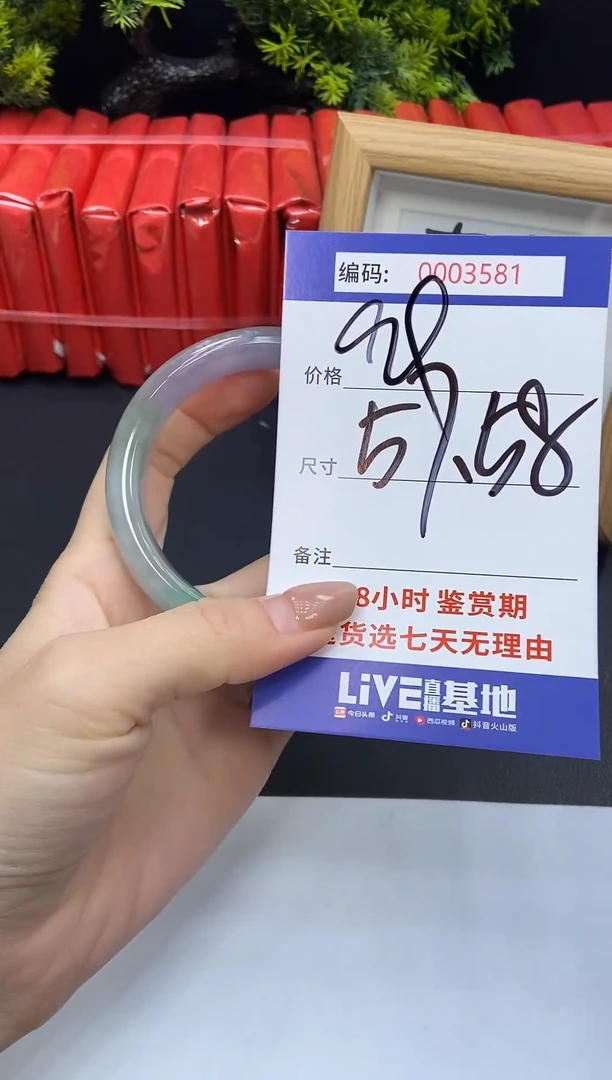 编码: 0003581
价格
尺寸 57.58
备注
8小时 鉴赏期
货选七天无理由
LiVE直播基地
今日头条 抖音 西瓜视频 抖音火山版